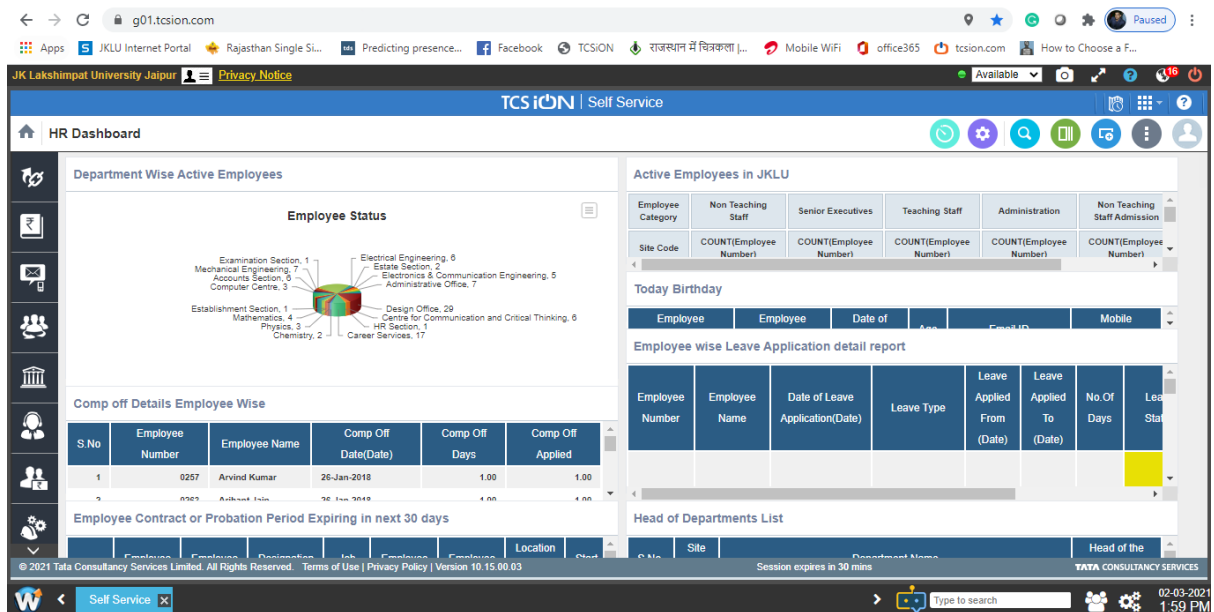 g01.tcsion.com
Paused
Apps
JKLU Internet Portal
Rajasthan Single Si...
Predicting presence...
Facebook
TCSiON
राजस्थान में चित्रकला |...
Mobile WiFi
office365
tcsion.com
How to Choose a F...
JK Lakshimpat University Jaipur
Privacy Notice
Available
16
TCS iON | Self Service
HR Dashboard
Department Wise Active Employees
Employee Status
Examination Section, 1
Mechanical Engineering, 7
Accounts Section, 6
Computer Centre, 3
Establishment Section, 1
Mathematics, 4
Physics, 3
Chemistry, 2
Electrical Engineering, 6
Estate Section, 2
Electronics & Communication Engineering, 5
Administrative Office, 7
Design Office, 29
Centre for Communication and Critical Thinking, 6
HR Section, 1
Career Services, 17
Comp off Details Employee Wise
S.No Employee Number Employee Name Comp Off Date(Date) Comp Off Days Comp Off Applied
1 0257 Arvind Kumar 26-Jan-2018 1.00 1.00
Employee Contract or Probation Period Expiring in next 30 days
Location
Active Employees in JKLU
Employee Category Non Teaching Staff Senior Executives Teaching Staff Administration Non Teaching Staff Admission
Site Code COUNT(Employee Number) COUNT(Employee Number) COUNT(Employee Number) COUNT(Employee Number) COUNT(Employee Number)
Today Birthday
Employee Employee Date of Mobile
Employee wise Leave Application detail report
Employee Number Employee Name Date of Leave Application(Date) Leave Type Leave Applied From (Date) Leave Applied To (Date) No.Of Days Lea Stat
Head of Departments List
Site Head of the
© 2021 Tata Consultancy Services Limited. All Rights Reserved. Terms of Use | Privacy Policy | Version 10.15.00.03
Session expires in 30 mins
TATA CONSULTANCY SERVICES
Self Service
Type to search
02-03-2021
1:59 PM